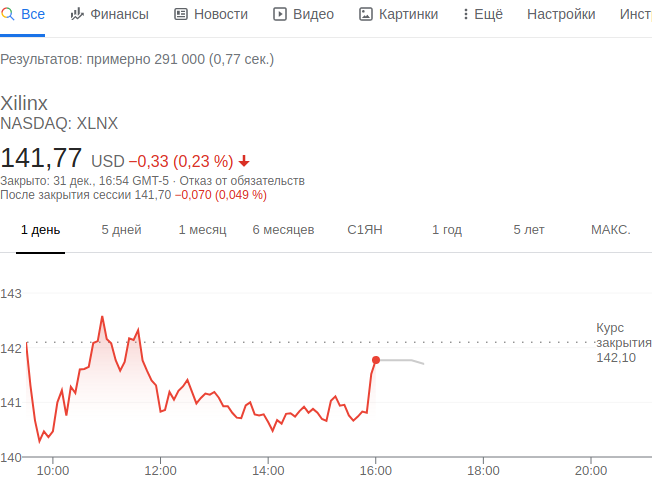 Все Финансы Новости Видео Картинки Ещё Настройки Инст
Результатов: примерно 291 000 (0,77 сек.)
Xilinx
NASDAQ: XLNX
141,77 USD −0,33 (0,23 %)
Закрыто: 31 дек., 16:54 GMT-5 · Отказ от обязательств
После закрытия сессии 141,70 −0,070 (0,049 %)
1 день 5 дней 1 месяц 6 месяцев С1ЯН 1 год 5 лет МАКС.
143
142
141
140
Курс
закрытия
142,10
10:00 12:00 14:00 16:00 18:00 20:00